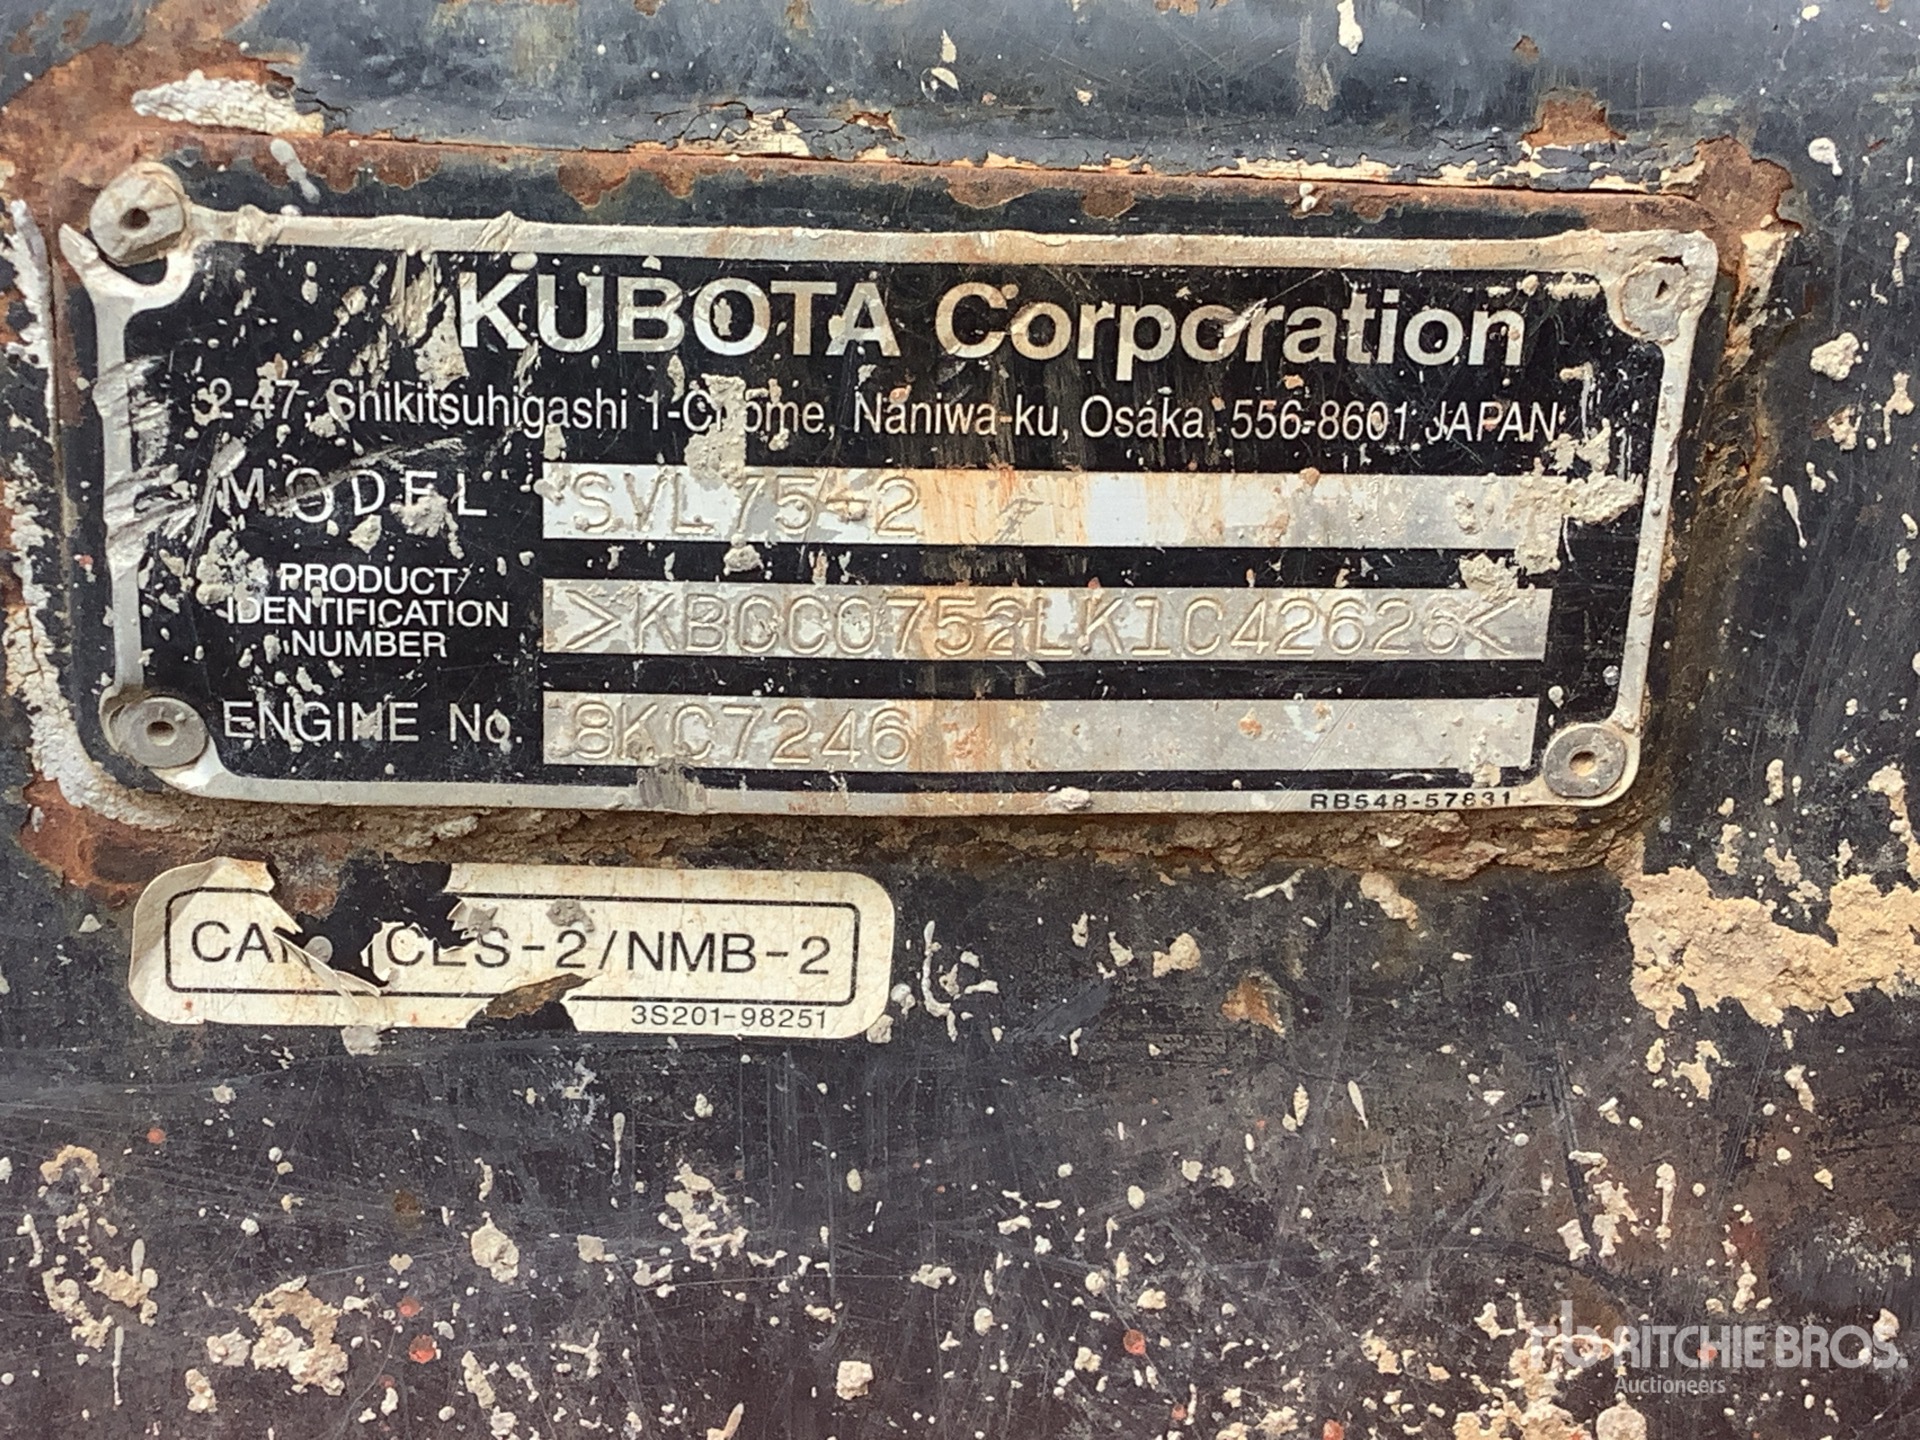 KUBOTA Corporation
2-47, Shikitsuhigashi 1-Chome, Naniwa-ku, Osaka, 556-8601 JAPAN
MODEL SVL75-2
PRODUCT
IDENTIFICATION
NUMBER
>KBCCC0752LK1C42626<
ENGINE No. 8KC7246
RB548-57831
CES-2/NMB-2
3S201-98251
RITCHIE BROS.
Auctioneers